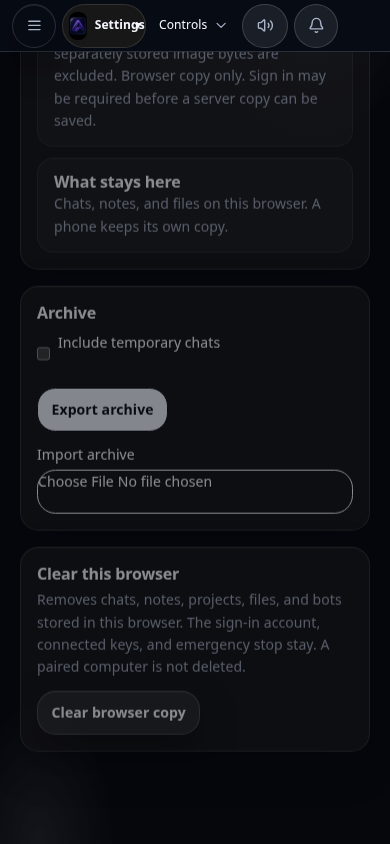 Settings
Controls
separately stored image bytes are
excluded. Browser copy only. Sign in may
be required before a server copy can be
saved.
What stays here
Chats, notes, and files on this browser. A
phone keeps its own copy.
Archive
Include temporary chats
Export archive
Import archive
Choose File No file chosen
Clear this browser
Removes chats, notes, projects, files, and bots
stored in this browser. The sign-in account,
connected keys, and emergency stop stay. A
paired computer is not deleted.
Clear browser copy